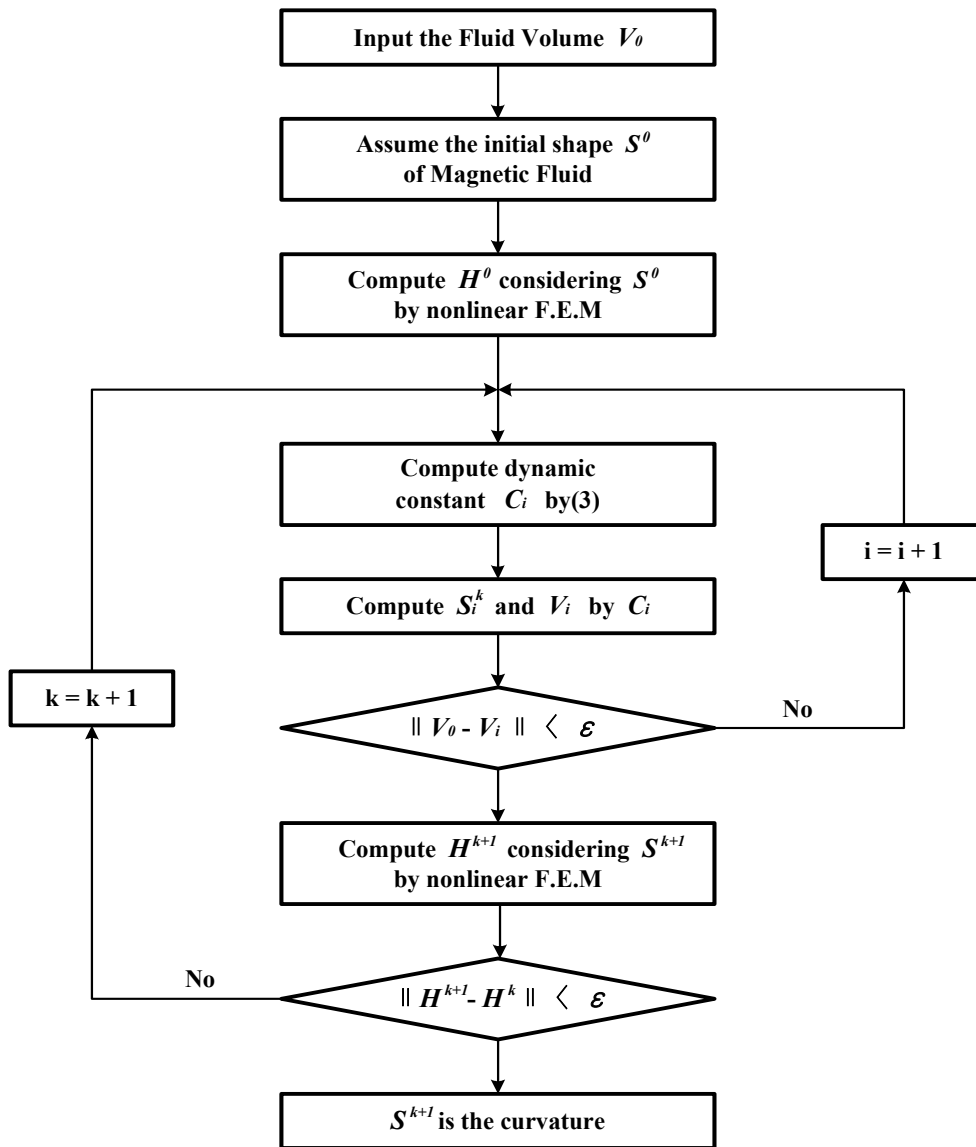 Input the Fluid Volume V₀
Assume the initial shape S⁰
of Magnetic Fluid
Compute H⁰ considering S⁰
by nonlinear F.E.M
Compute dynamic
constant Cᵢ by(3)
i = i + 1
Compute Sᵢᵏ and Vᵢ by Cᵢ
k = k + 1
‖ V₀ - Vᵢ ‖ 〈 ε
No
Compute Hᵏ⁺¹ considering Sᵏ⁺¹
by nonlinear F.E.M
No
‖ Hᵏ⁺¹- Hᵏ ‖ 〈 ε
Sᵏ⁺¹ is the curvature